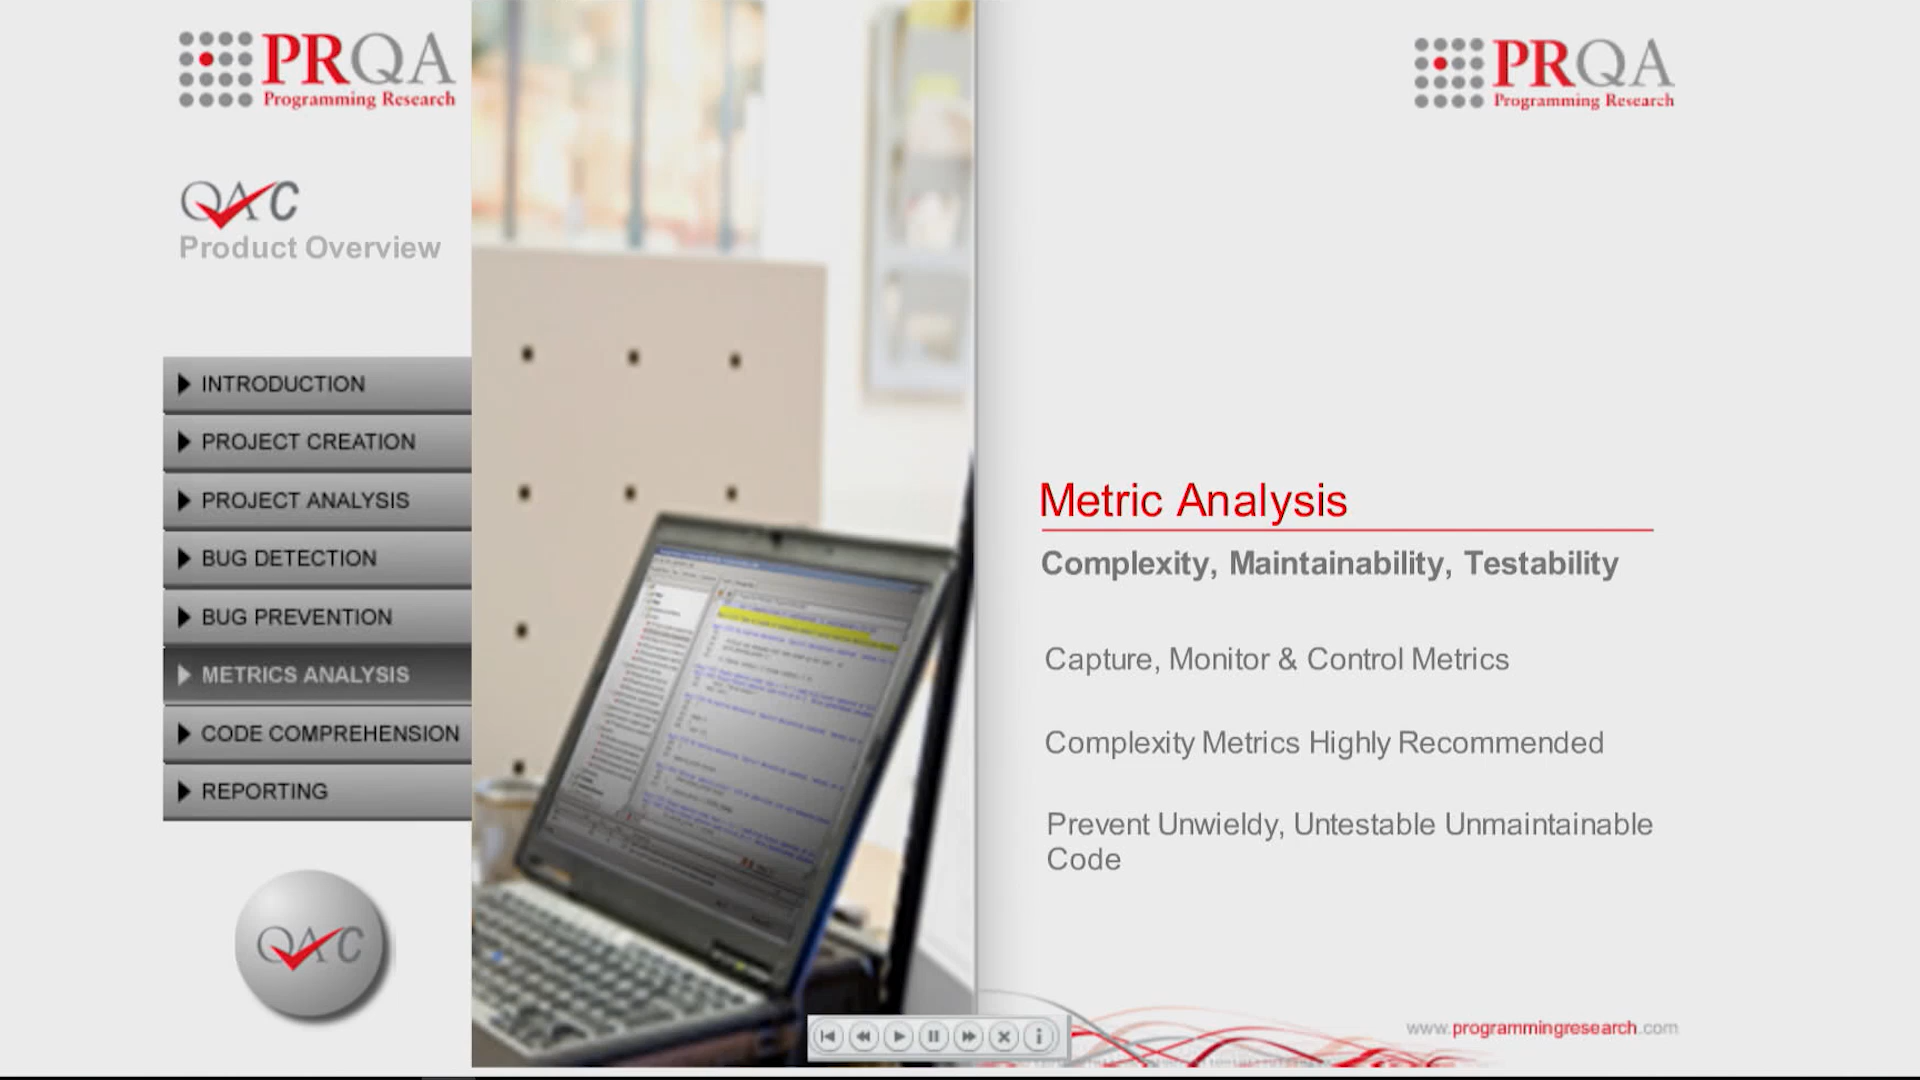 PRQA
Programming Research
QAC
Product Overview
INTRODUCTION
PROJECT CREATION
PROJECT ANALYSIS
BUG DETECTION
BUG PREVENTION
METRICS ANALYSIS
CODE COMPREHENSION
REPORTING
QAC
PRQA
Programming Research
Metric Analysis
Complexity, Maintainability, Testability
Capture, Monitor & Control Metrics
Complexity Metrics Highly Recommended
Prevent Unwieldy, Untestable Unmaintainable
Code
www.programmingresearch.com